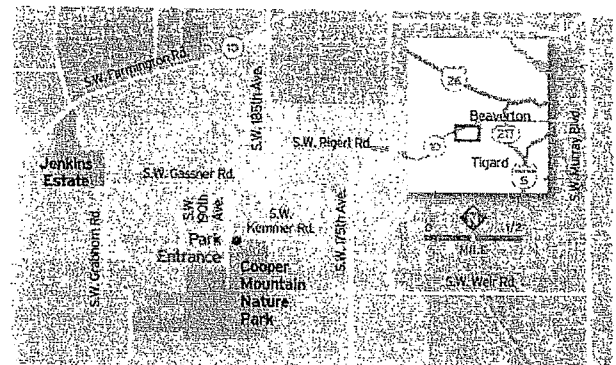 S.W. Farmington Rd.
10
S.W. 185th Ave.
26
Beaverton
S.W. Rigert Rd.
10
Tigard
5
S.W. Murray Blvd.
Jenkins
Estate
S.W. Gassner Rd.
S.W.
190th
Ave.
S.W.
Kemmer Rd.
S.W. 175th Ave.
S.W. Grabhorn Rd.
Park
Entrance
N
0
1/2
MILE
Cooper
Mountain
Nature
Park
S.W. Weir Rd.